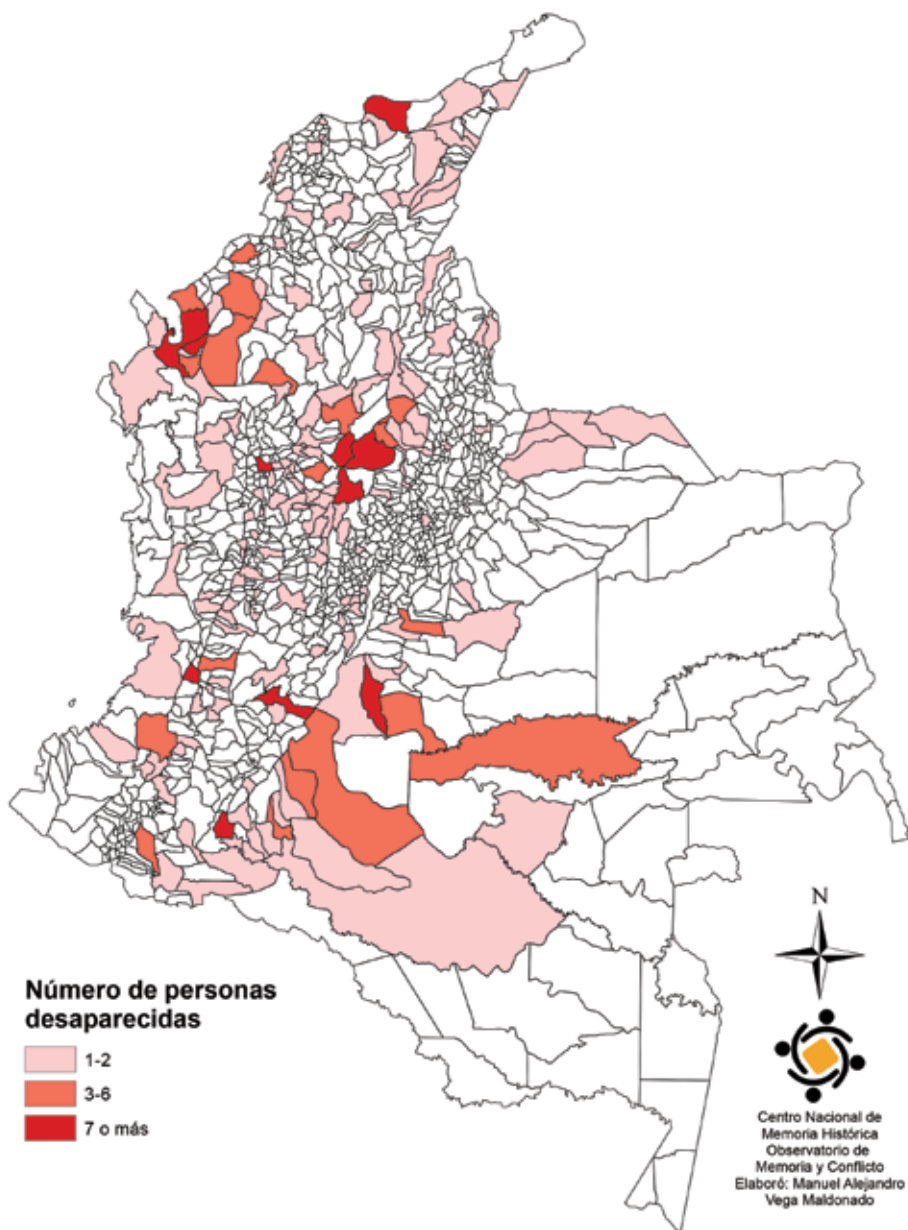 N
Número de personas
desaparecidas
1-2
3-6
7 o más
Centro Nacional de
Memoria Histórica
Observatorio de
Memoria y Conflicto
Elaboró: Manuel Alejandro
Vega Maldonado